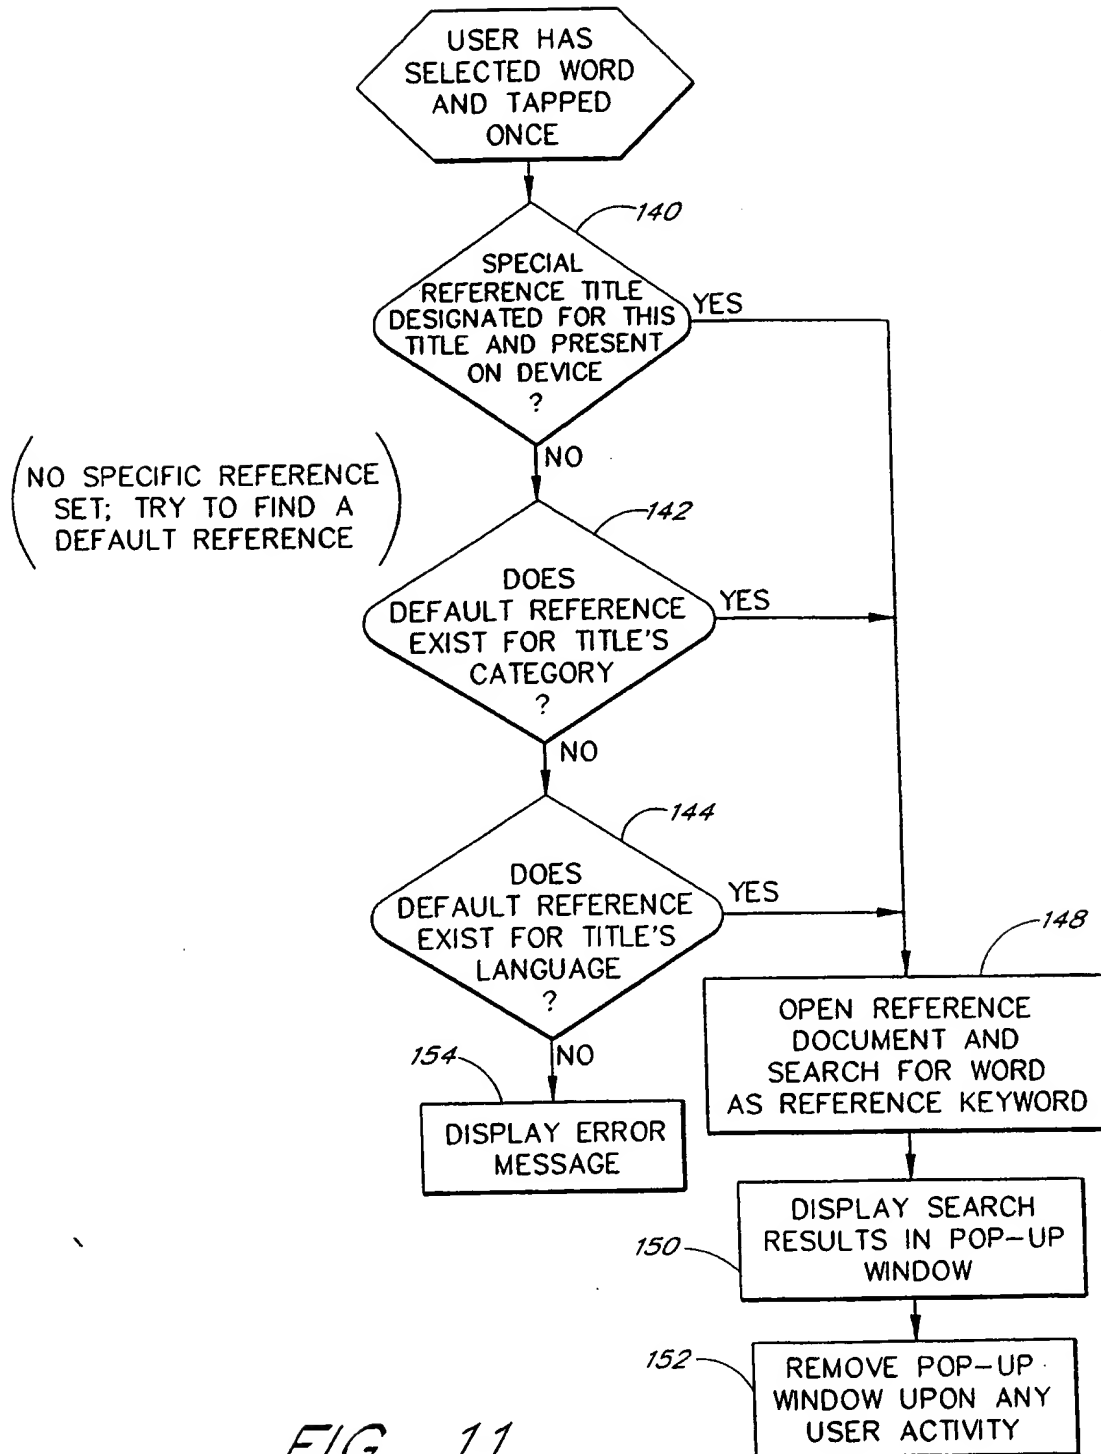 USER HAS
SELECTED WORD
AND TAPPED
ONCE
140
SPECIAL
REFERENCE TITLE
DESIGNATED FOR THIS
TITLE AND PRESENT
ON DEVICE
?
YES
NO
(NO SPECIFIC REFERENCE
SET; TRY TO FIND A
DEFAULT REFERENCE)
142
DOES
DEFAULT REFERENCE
EXIST FOR TITLE'S
CATEGORY
?
YES
NO
144
DOES
DEFAULT REFERENCE
EXIST FOR TITLE'S
LANGUAGE
?
YES
NO
148
OPEN REFERENCE
DOCUMENT AND
SEARCH FOR WORD
AS REFERENCE KEYWORD
154
DISPLAY ERROR
MESSAGE
150
DISPLAY SEARCH
RESULTS IN POP-UP
WINDOW
152
REMOVE POP-UP
WINDOW UPON ANY
USER ACTIVITY
FIG. 11